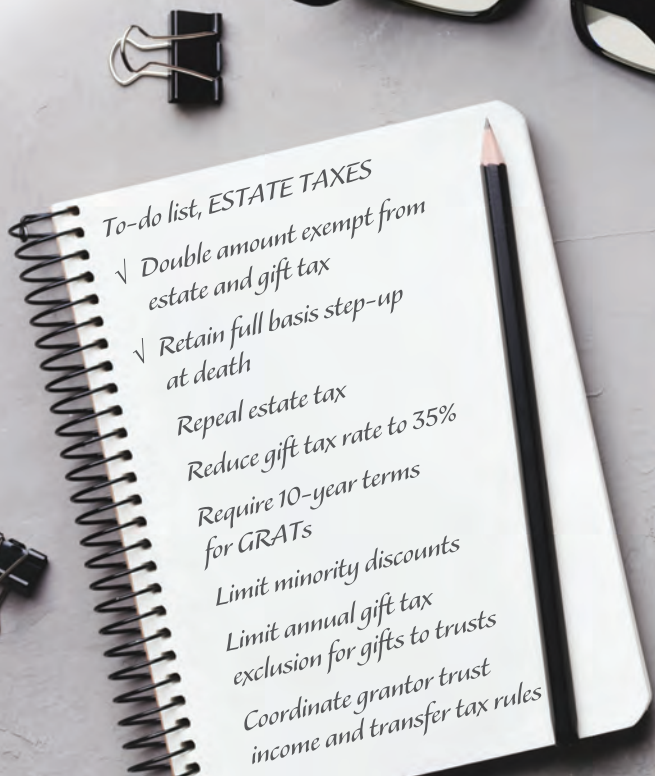 To-do list, ESTATE TAXES
√ Double amount exempt from
estate and gift tax
√ Retain full basis step-up
at death
Repeal estate tax
Reduce gift tax rate to 35%
Require 10-year terms
for GRATs
Limit minority discounts
Limit annual gift tax
exclusion for gifts to trusts
Coordinate grantor trust
income and transfer tax rules